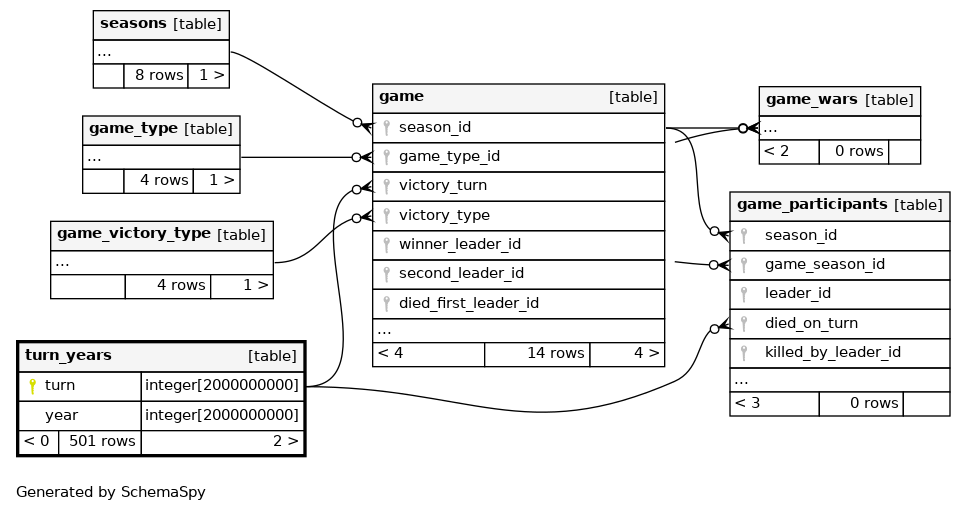 seasons [table]
...
8 rows 1 >
game_type [table]
...
4 rows 1 >
game_victory_type [table]
...
4 rows 1 >
turn_years [table]
turn integer[2000000000]
year integer[2000000000]
< 0 501 rows 2 >
game [table]
season_id
game_type_id
victory_turn
victory_type
winner_leader_id
second_leader_id
died_first_leader_id
...
< 4 14 rows 4 >
game_wars [table]
...
< 2 0 rows
game_participants [table]
season_id
game_season_id
leader_id
died_on_turn
killed_by_leader_id
...
< 3 0 rows
Generated by SchemaSpy